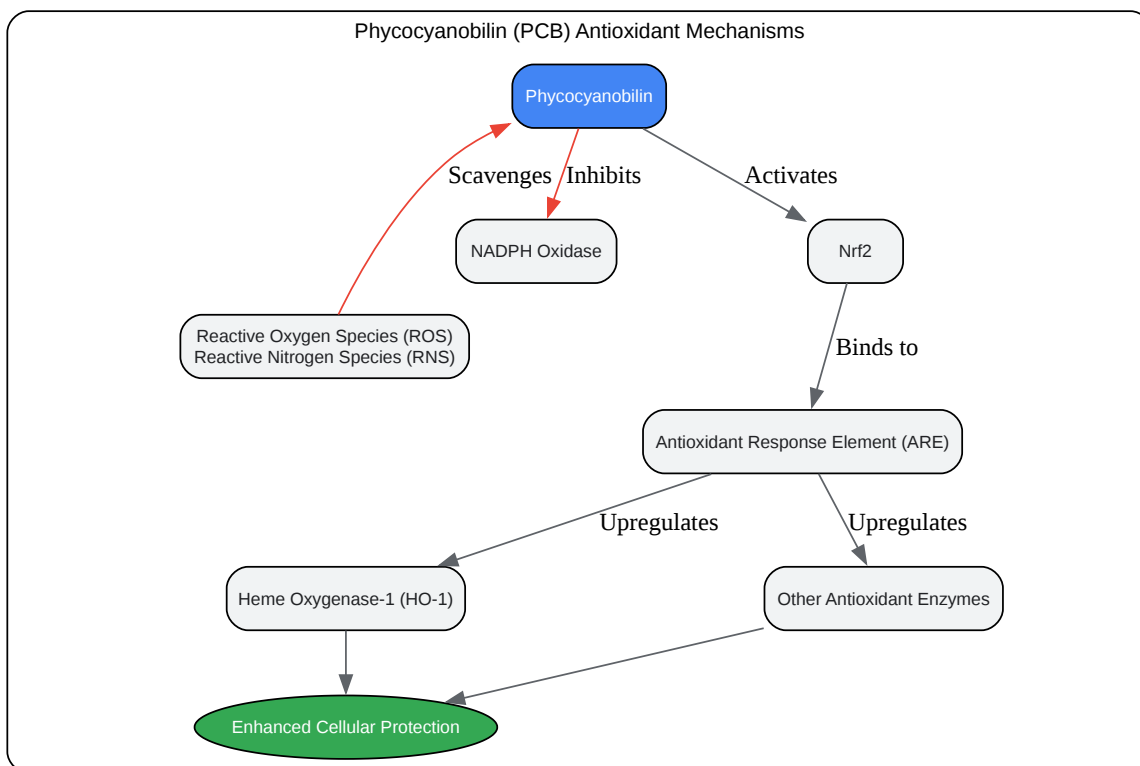 Phycocyanobilin (PCB) Antioxidant Mechanisms
Phycocyanobilin
Scavenges
Inhibits
Activates
NADPH Oxidase
Nrf2
Reactive Oxygen Species (ROS)
Reactive Nitrogen Species (RNS)
Binds to
Antioxidant Response Element (ARE)
Upregulates
Upregulates
Heme Oxygenase-1 (HO-1)
Other Antioxidant Enzymes
Enhanced Cellular Protection